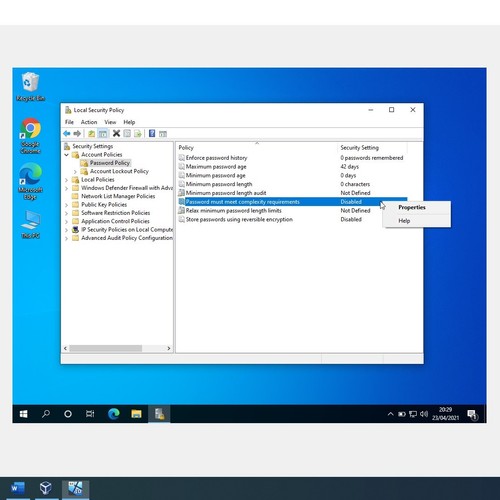 Recycle Bin
Google
Chrome
Microsoft
Edge
This PC
Local Security Policy
File Action View Help
Security Settings
Account Policies
Password Policy
Account Lockout Policy
Local Policies
Windows Defender Firewall with Adva
Network List Manager Policies
Public Key Policies
Software Restriction Policies
Application Control Policies
IP Security Policies on Local Compute
Advanced Audit Policy Configuration
Policy Security Setting
Enforce password history 0 passwords remembered
Maximum password age 42 days
Minimum password age 0 days
Minimum password length 0 characters
Minimum password length audit Not Defined
Password must meet complexity requirements Disabled
Relax minimum password length limits Not Defined
Store passwords using reversible encryption Disabled
Properties
Help
20:29
23/04/2021